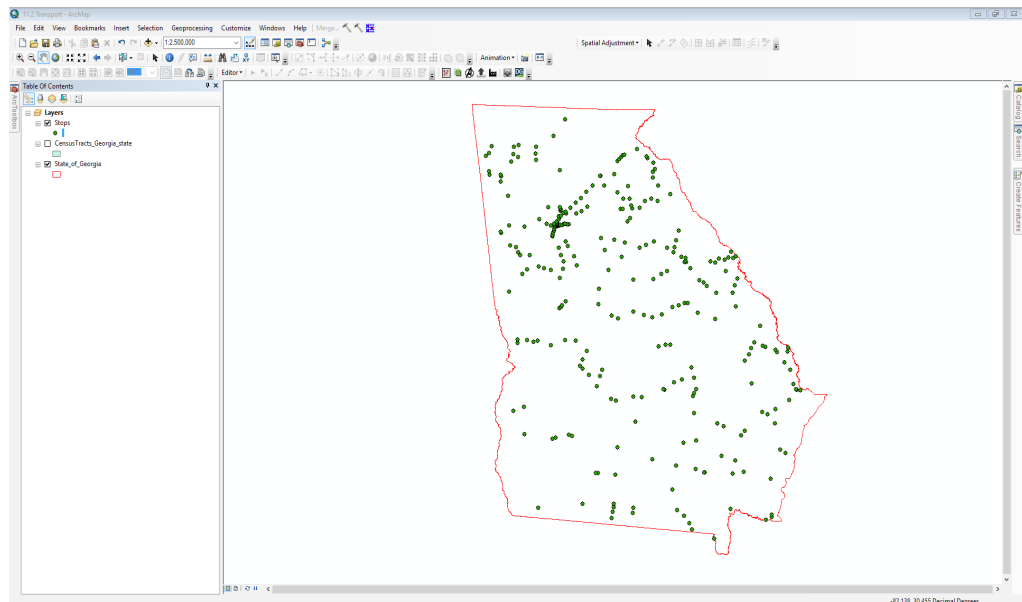 11.2 Transport - ArcMap
File Edit View Bookmarks Insert Selection Geoprocessing Customize Windows Help Merge...
1:2,500,000
Spatial Adjustment
Animation
Editor
Table Of Contents
ArcToolbox
Layers
Stops
CensusTracts_Georgia_state
State_of_Georgia
Catalog
Search
Create Features
-82.138 30.455 Decimal Degrees